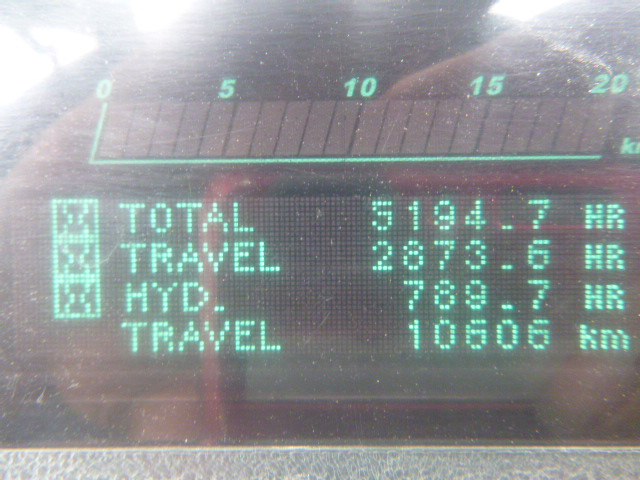 0 5 10 15 20
TOTAL 5194.7 HR
TRAVEL 2673.6 HR
HYD. 789.7 HR
TRAVEL 10606 km